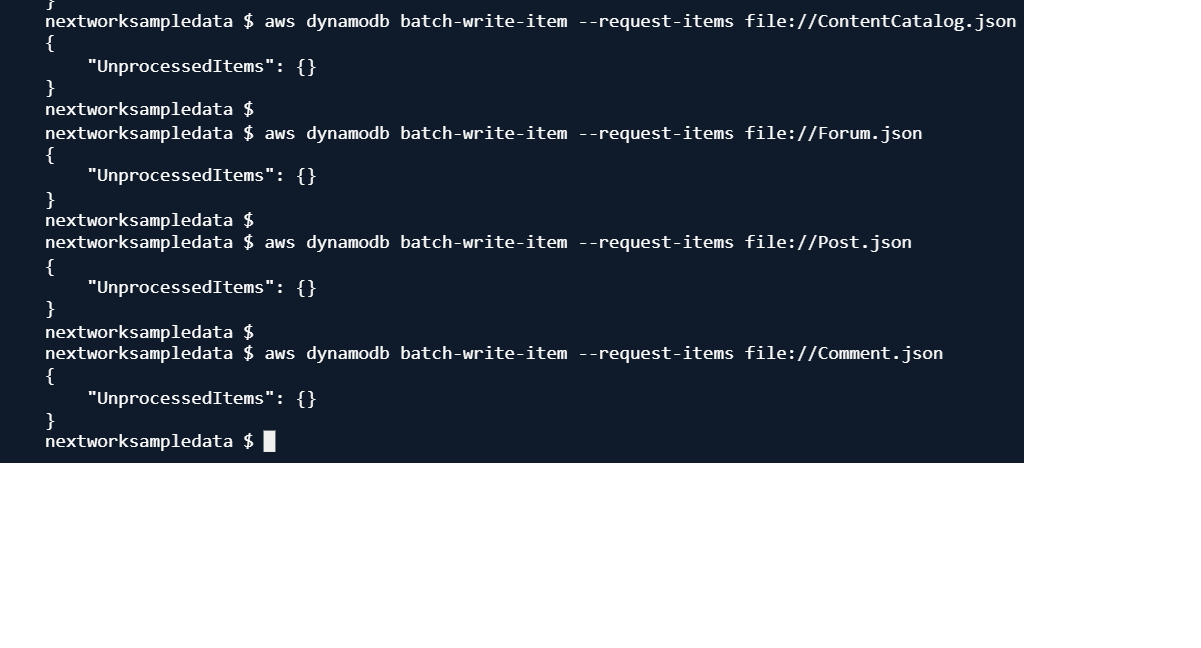 }
nextworksampledata $ aws dynamodb batch-write-item --request-items file://ContentCatalog.json
{
    "UnprocessedItems": {}
}
nextworksampledata $
nextworksampledata $ aws dynamodb batch-write-item --request-items file://Forum.json
{
    "UnprocessedItems": {}
}
nextworksampledata $
nextworksampledata $ aws dynamodb batch-write-item --request-items file://Post.json
{
    "UnprocessedItems": {}
}
nextworksampledata $
nextworksampledata $ aws dynamodb batch-write-item --request-items file://Comment.json
{
    "UnprocessedItems": {}
}
nextworksampledata $